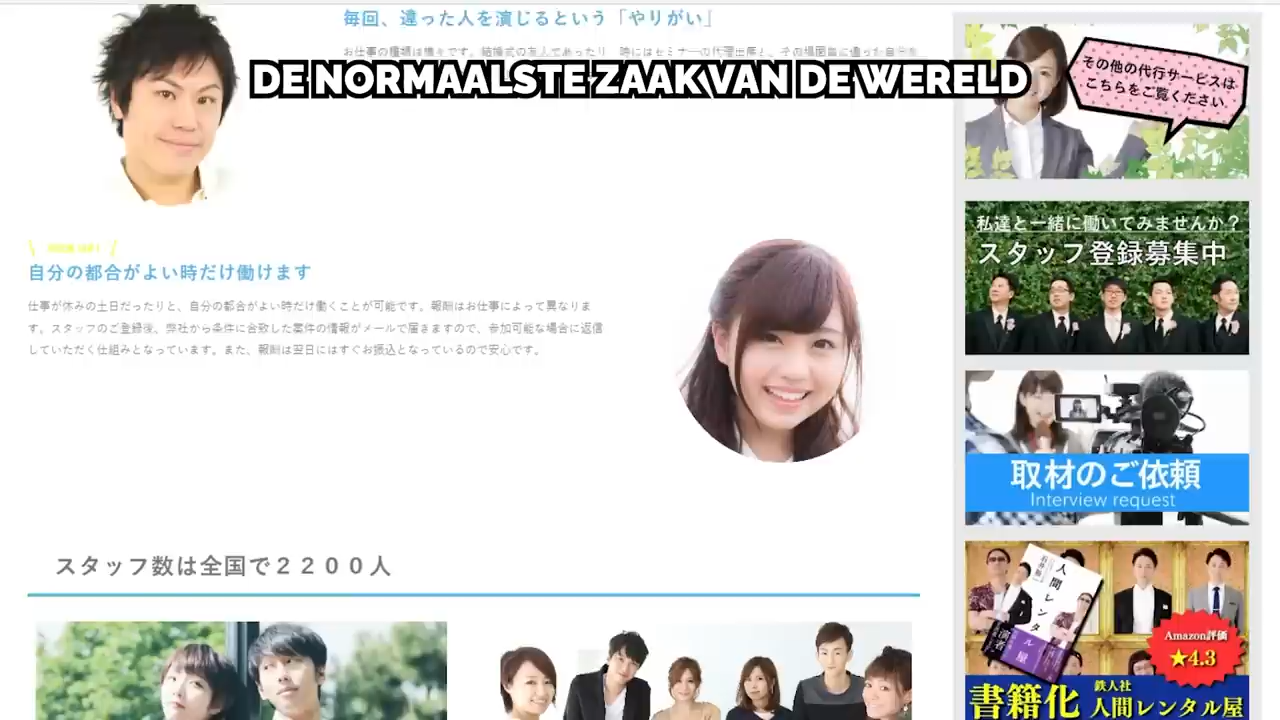 毎回、違った人を演じるという「やりがい」
DE NORMAALSTE ZAAK VAN DE WERELD
自分の都合がよい時だけ働けます
仕事が休みの土日だったりと、自分の都合がよい時だけ働くことが可能です。報酬はお仕事によって異なりま
す。スタッフのご登録後、弊社から条件に合致した案件の情報がメールで届きますので、参加可能な場合に返信
していただく仕組みとなっています。また、報酬は翌日にはすぐお振込となっているので安心です。
スタッフ数は全国で２２００人
その他の代行サービスは
こちらをご覧ください
私達と一緒に働いてみませんか？
スタッフ登録募集中
取材のご依頼
Interview request
人間レンタル屋
Amazon評価
★4.3
書籍化
鉄人社
人間レンタル屋